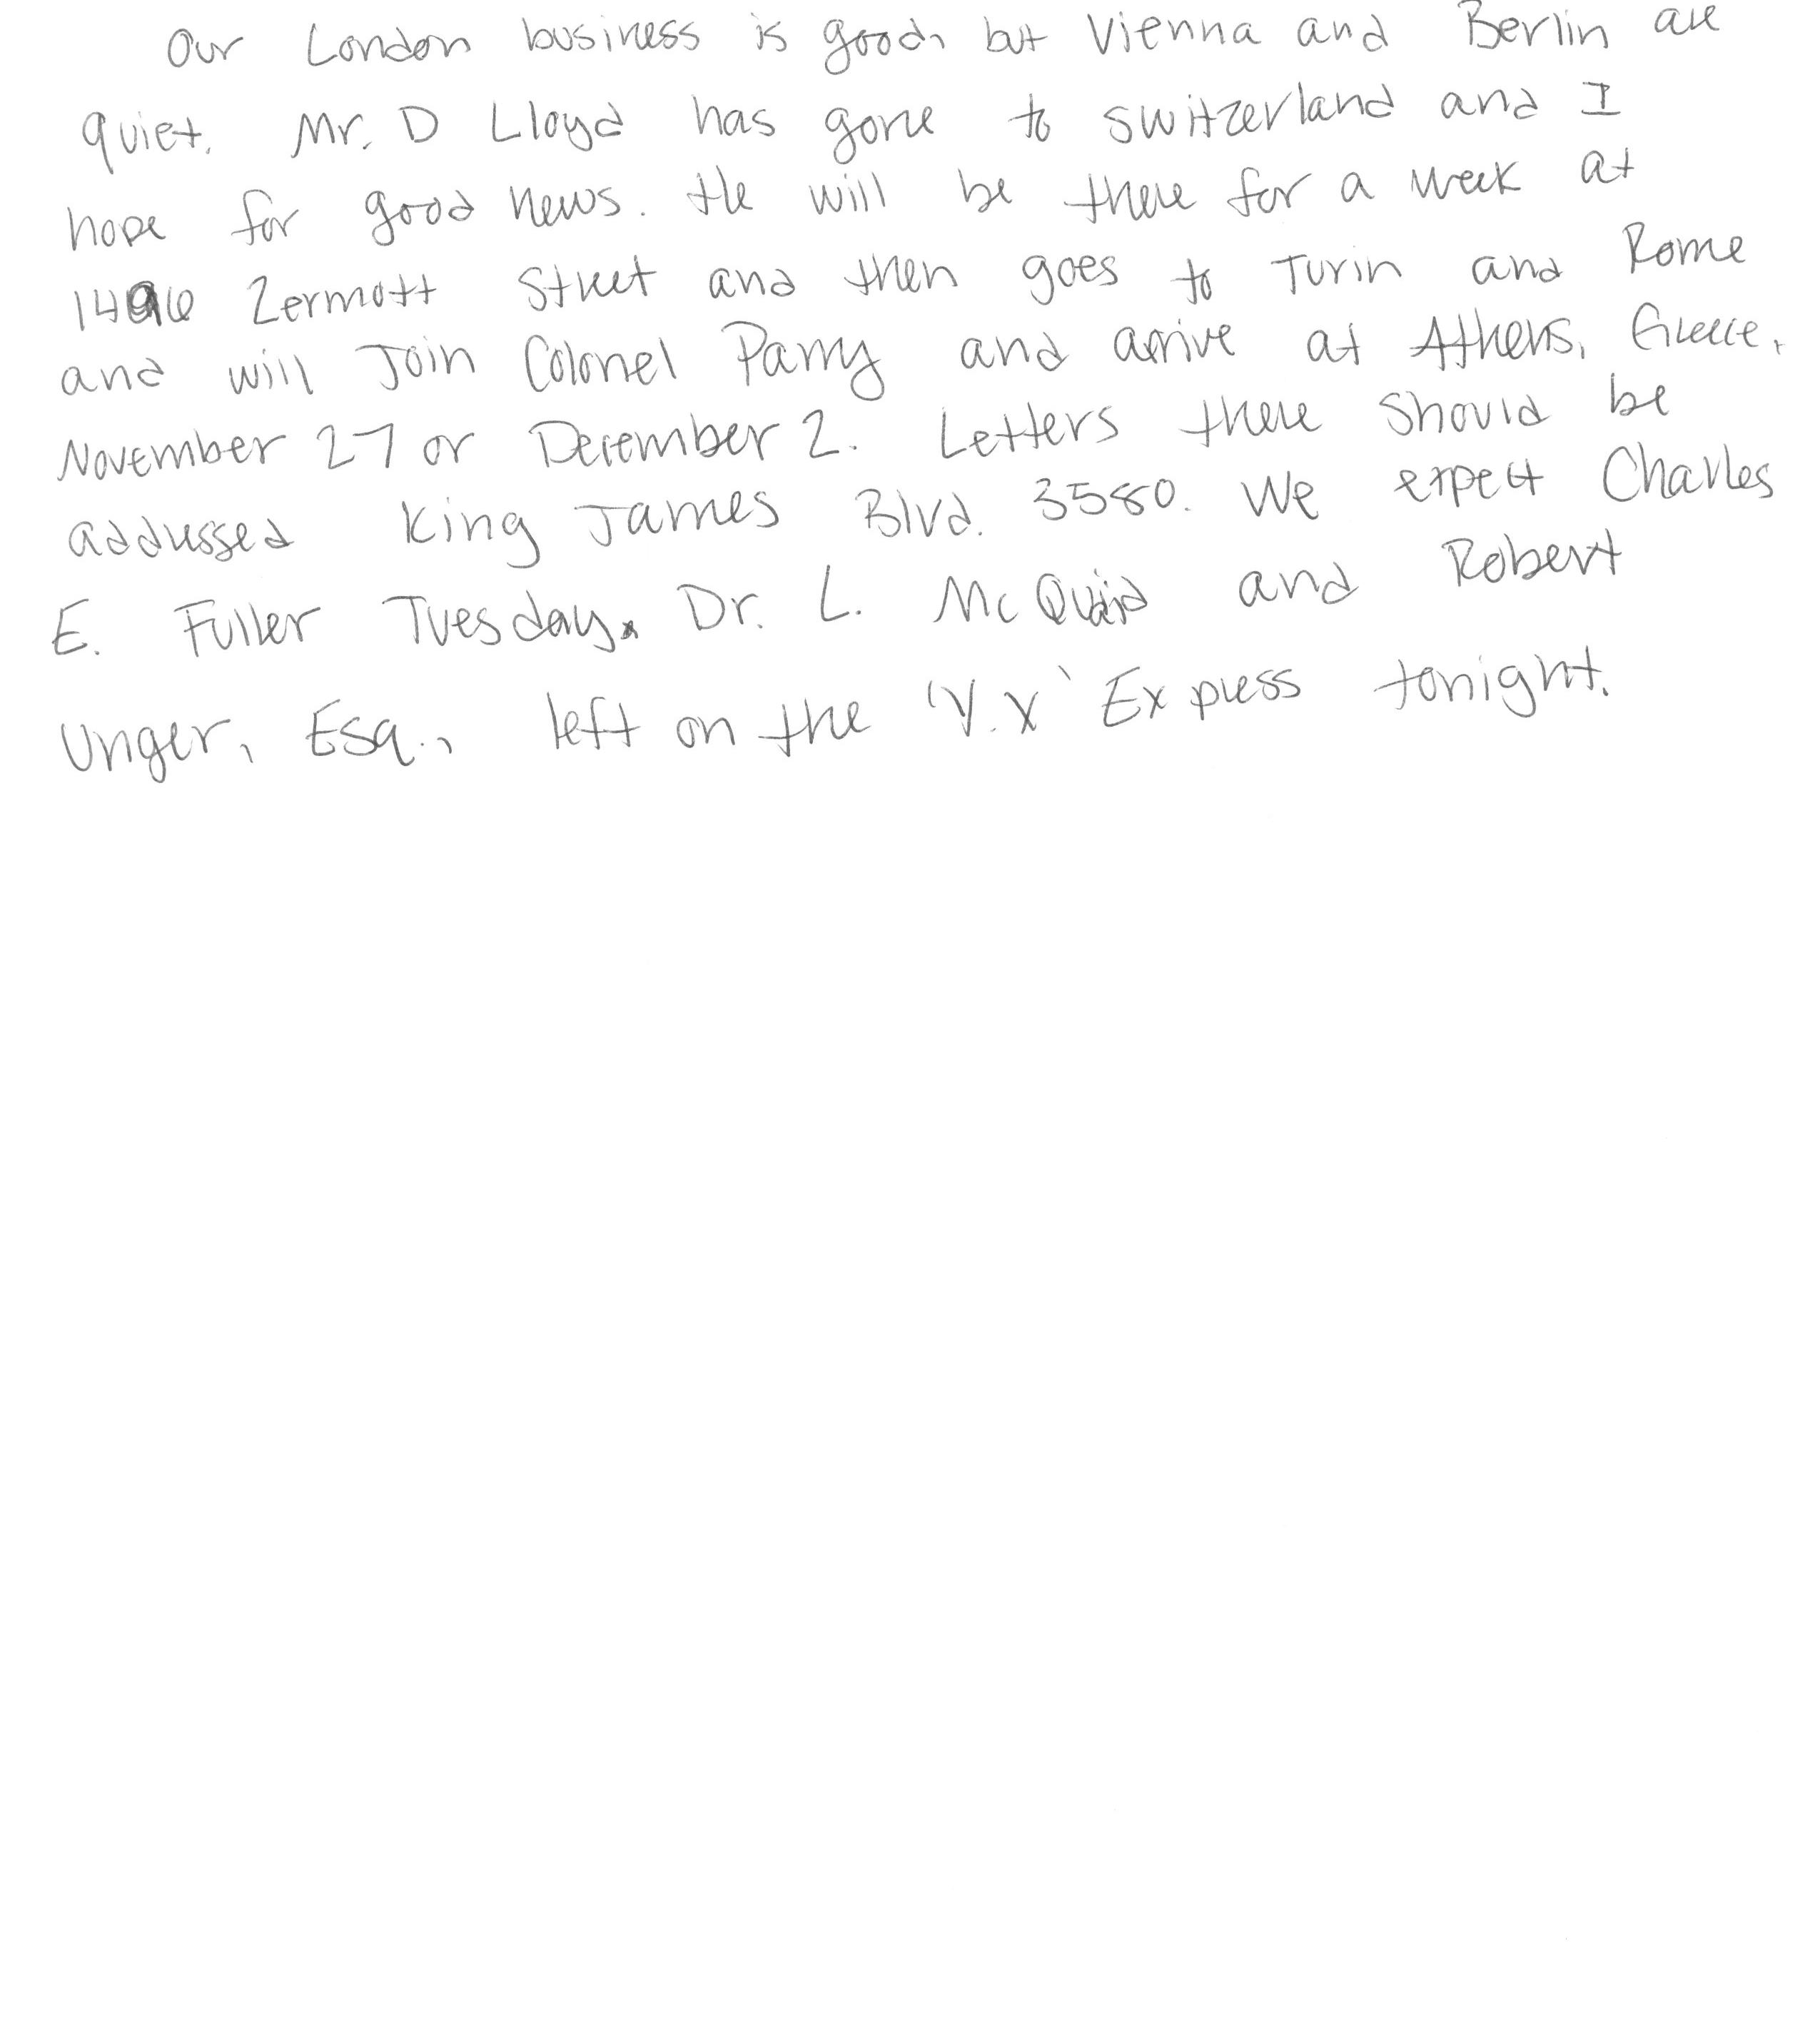 Our London business is good, but Vienna and Berlin are
quiet. Mr. D Lloyd has gone to Switzerland and I
hope for good news. He will be there for a week at
1496 Zermott Street and then goes to Turin and Rome
and will Join Colonel Parry and arrive at Athens, Greece,
November 27 or December 2. Letters there should be
addressed King James Blvd. 3580. We expect Charles
E. Fuller Tuesday. Dr. L. McQuaid and Robert
Unger, Esq., left on the 'Y.X' Express tonight.